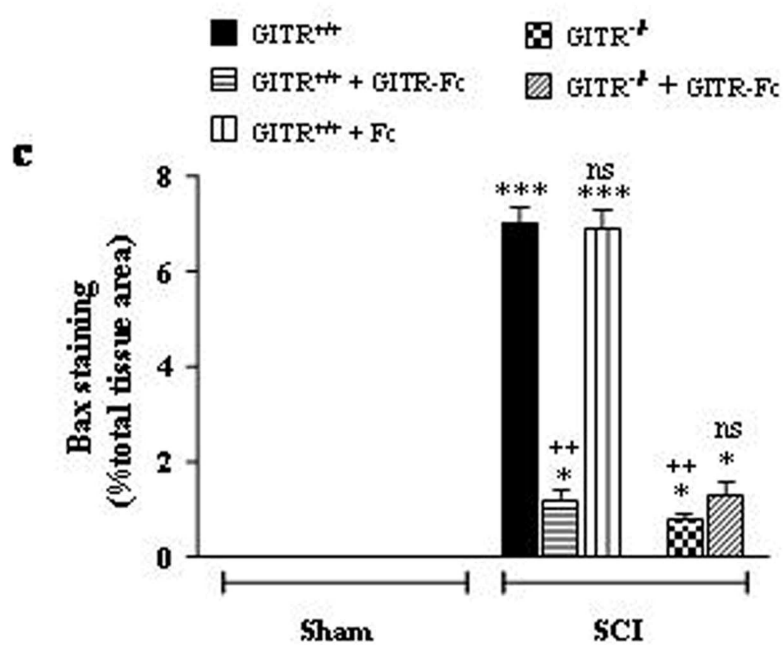 GITR+/+
GITR-/-
GITR+/+ + GITR-Fc
GITR-/- + GITR-Fc
GITR+/+ + Fc
c
8
6
4
2
0
Bax staining
(%total tissue area)
***
ns
***
++
*
++
*
ns
*
Sham
SCI